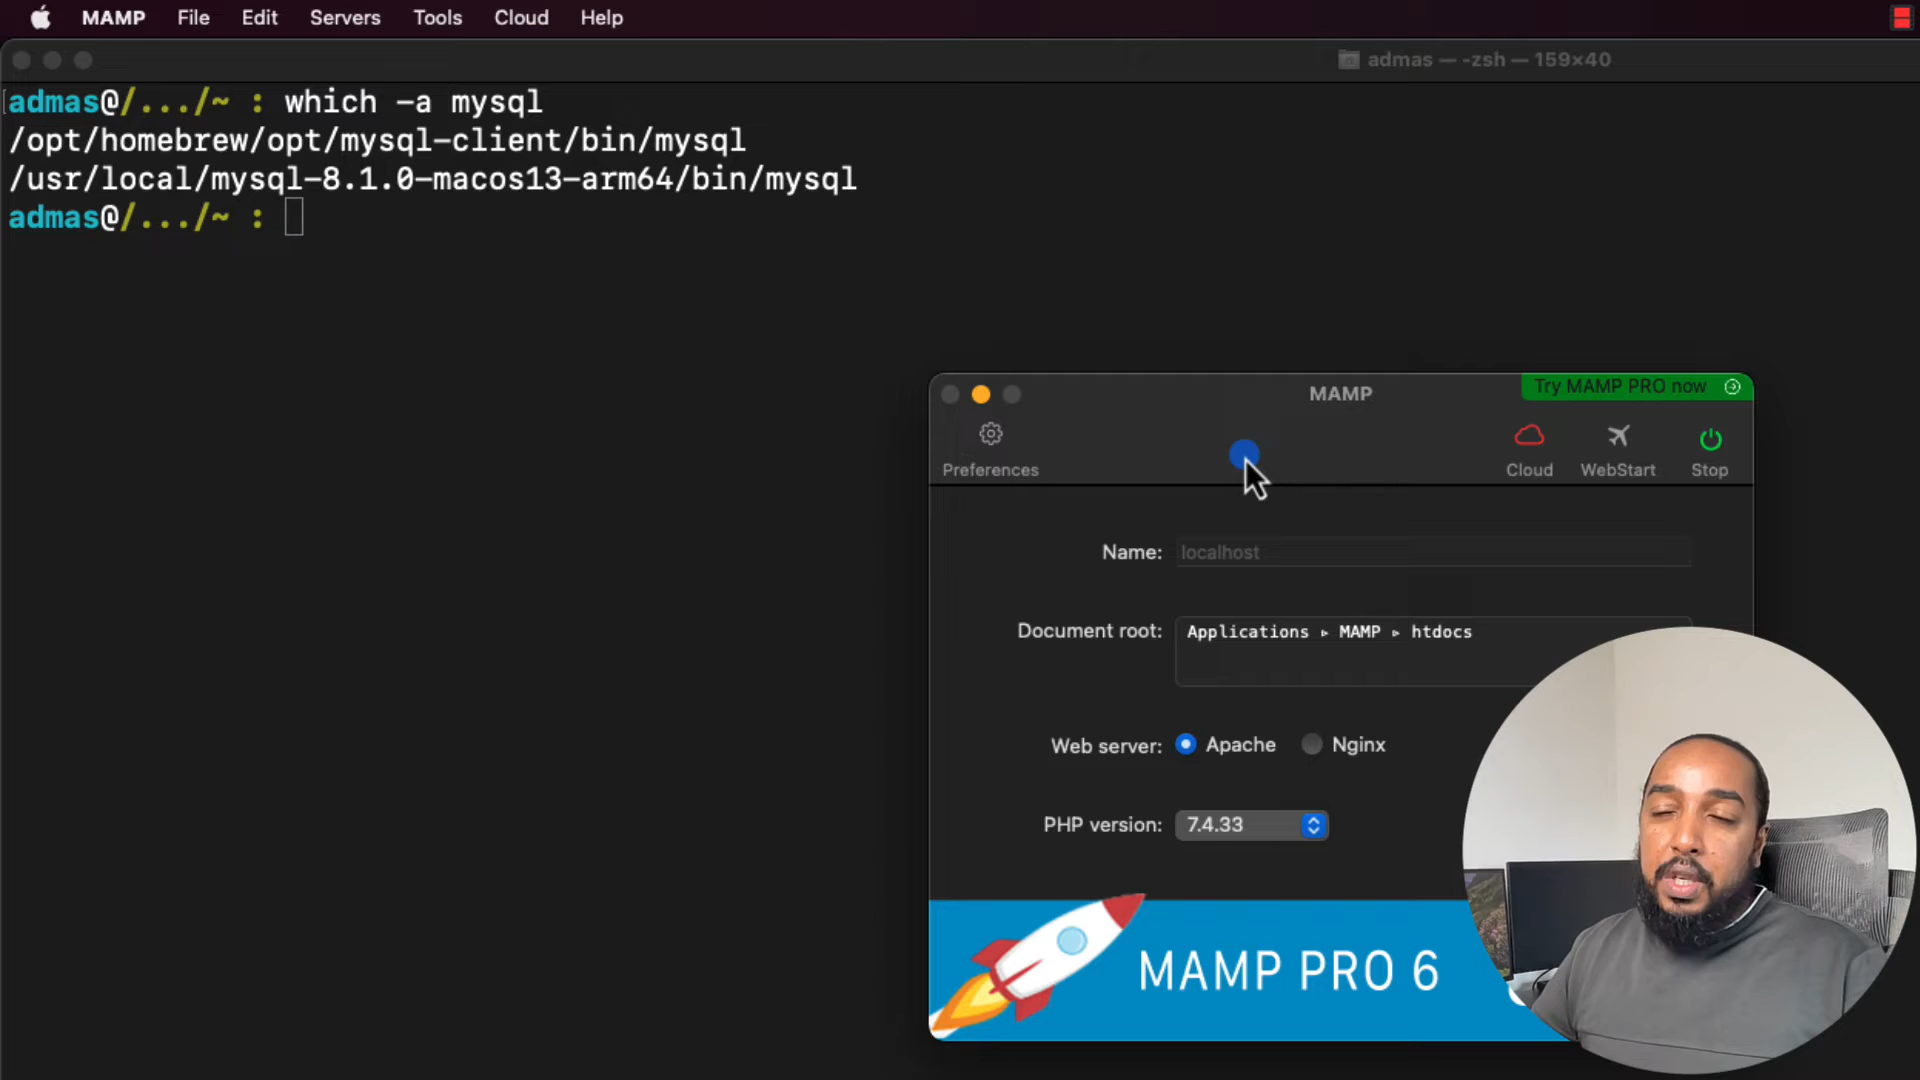 MAMP File Edit Servers Tools Cloud Help
admas — -zsh — 159×40
admas@/.../~ : which -a mysql
/opt/homebrew/opt/mysql-client/bin/mysql
/usr/local/mysql-8.1.0-macos13-arm64/bin/mysql
admas@/.../~ :
MAMP
Try MAMP PRO now
Preferences
Cloud WebStart Stop
Name: localhost
Document root: Applications ▸ MAMP ▸ htdocs
Web server: Apache Nginx
PHP version: 7.4.33
MAMP PRO 6